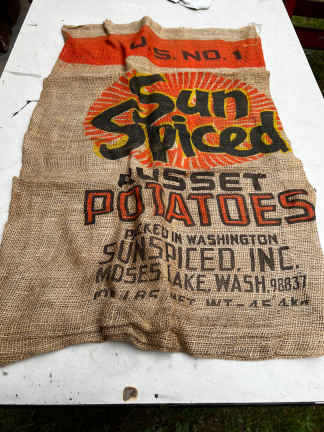 U.S. NO. 1
Sun
Spiced
RUSSET
POTATOES
PACKED IN WASHINGTON
SUNSPICED, INC.
MOSES LAKE, WASH. 98837
LBS. NET WT. 45.4 kg